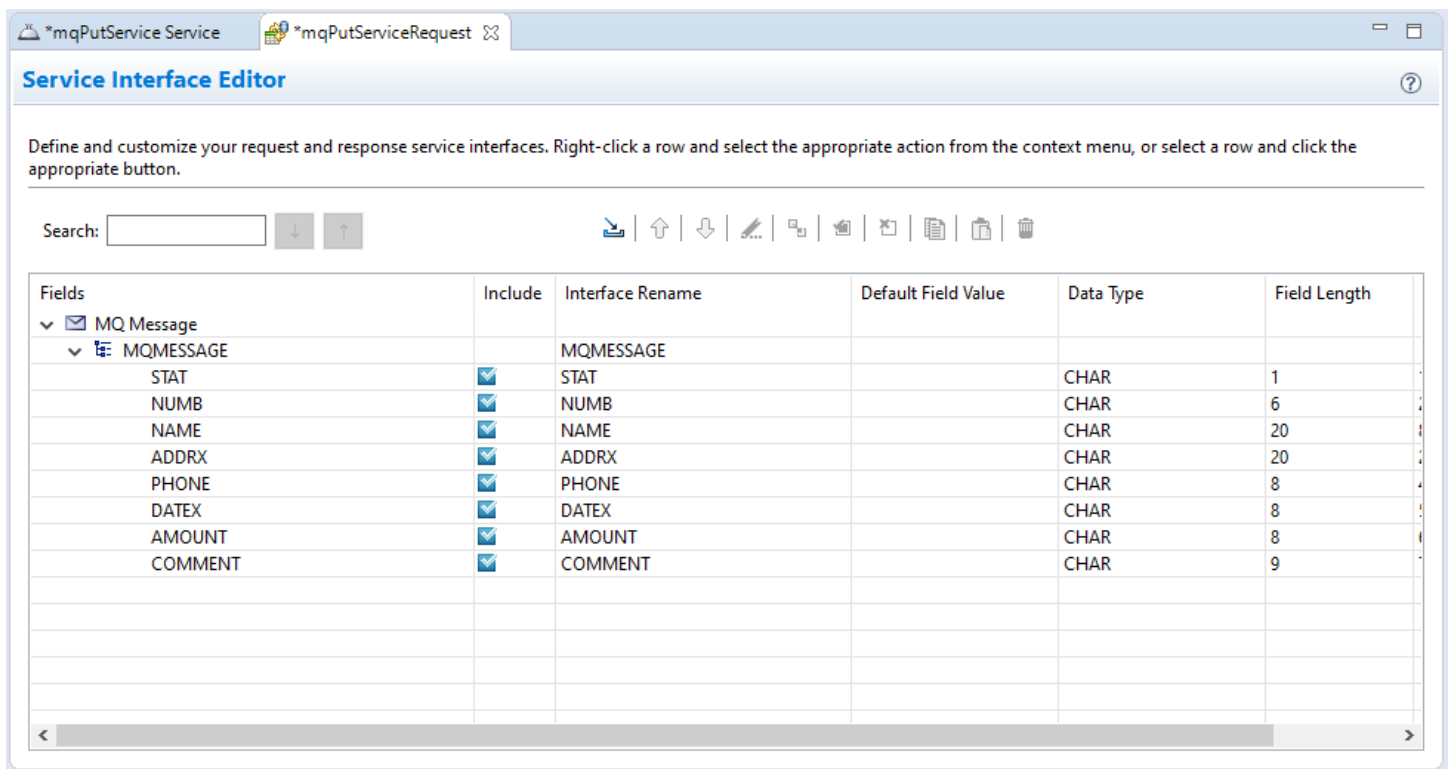 *mqPutService Service *mqPutServiceRequest
Service Interface Editor
Define and customize your request and response service interfaces. Right-click a row and select the appropriate action from the context menu, or select a row and click the
appropriate button.
Search:
Fields Include Interface Rename Default Field Value Data Type Field Length
MQ Message
MQMESSAGE MQMESSAGE
STAT STAT CHAR 1
NUMB NUMB CHAR 6
NAME NAME CHAR 20
ADDRX ADDRX CHAR 20
PHONE PHONE CHAR 8
DATEX DATEX CHAR 8
AMOUNT AMOUNT CHAR 8
COMMENT COMMENT CHAR 9